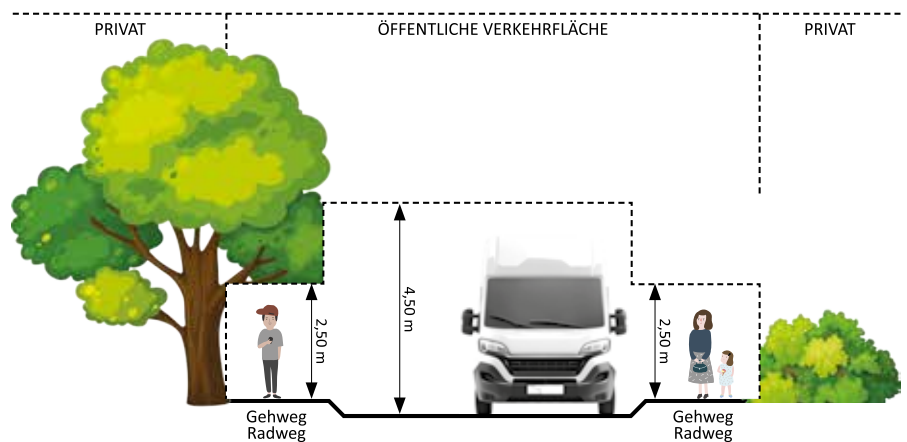 PRIVAT
ÖFFENTLICHE VERKEHRFLÄCHE
PRIVAT
2,50 m
4,50 m
2,50 m
Gehweg
Radweg
Gehweg
Radweg